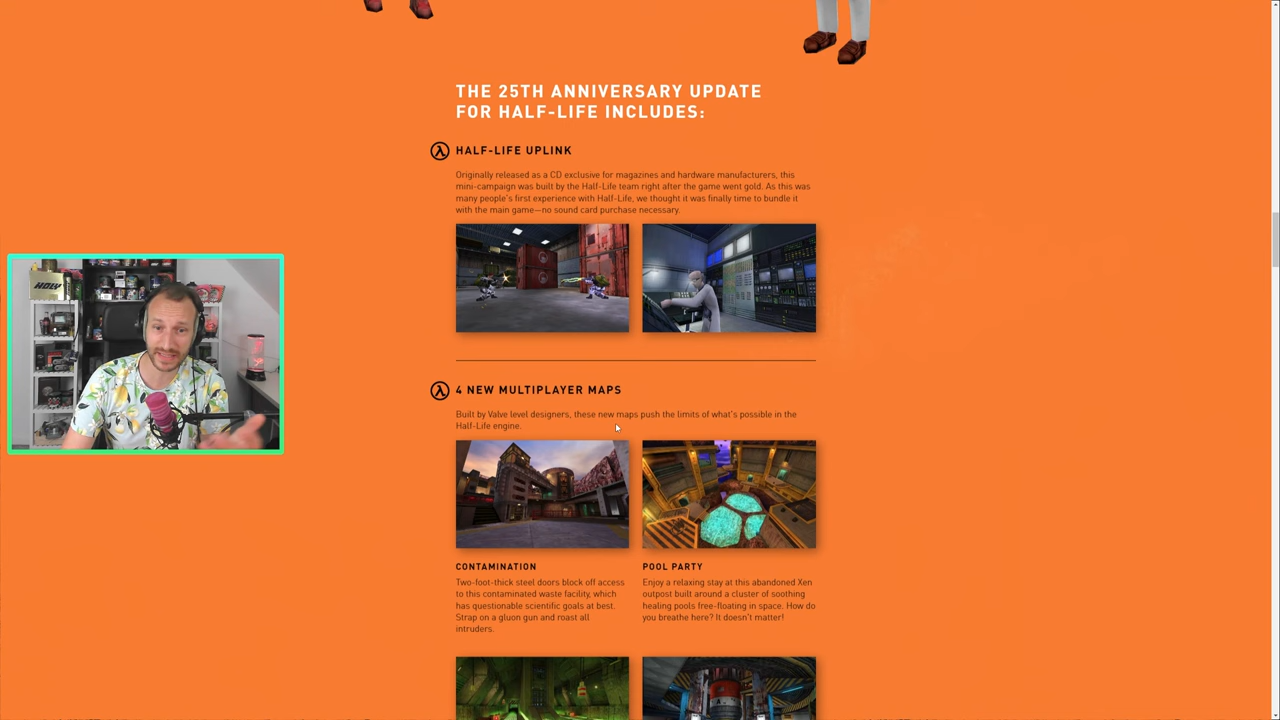 THE 25TH ANNIVERSARY UPDATE
FOR HALF-LIFE INCLUDES:
HALF-LIFE UPLINK
Originally released as a CD exclusive for magazines and hardware manufacturers, this
mini-campaign was built by the Half-Life team right after the game went gold. As this was
many people's first experience with Half-Life, we thought it was finally time to bundle it
with the main game—no sound card purchase necessary.
HOLY
4 NEW MULTIPLAYER MAPS
Built by Valve level designers, these new maps push the limits of what's possible in the
Half-Life engine.
CONTAMINATION
Two-foot-thick steel doors block off access
to this contaminated waste facility, which
has questionable scientific goals at best.
Strap on a gluon gun and roast all
intruders.
POOL PARTY
Enjoy a relaxing stay at this abandoned Xen
outpost built around a cluster of soothing
healing pools free-floating in space. How do
you breathe here? It doesn't matter!